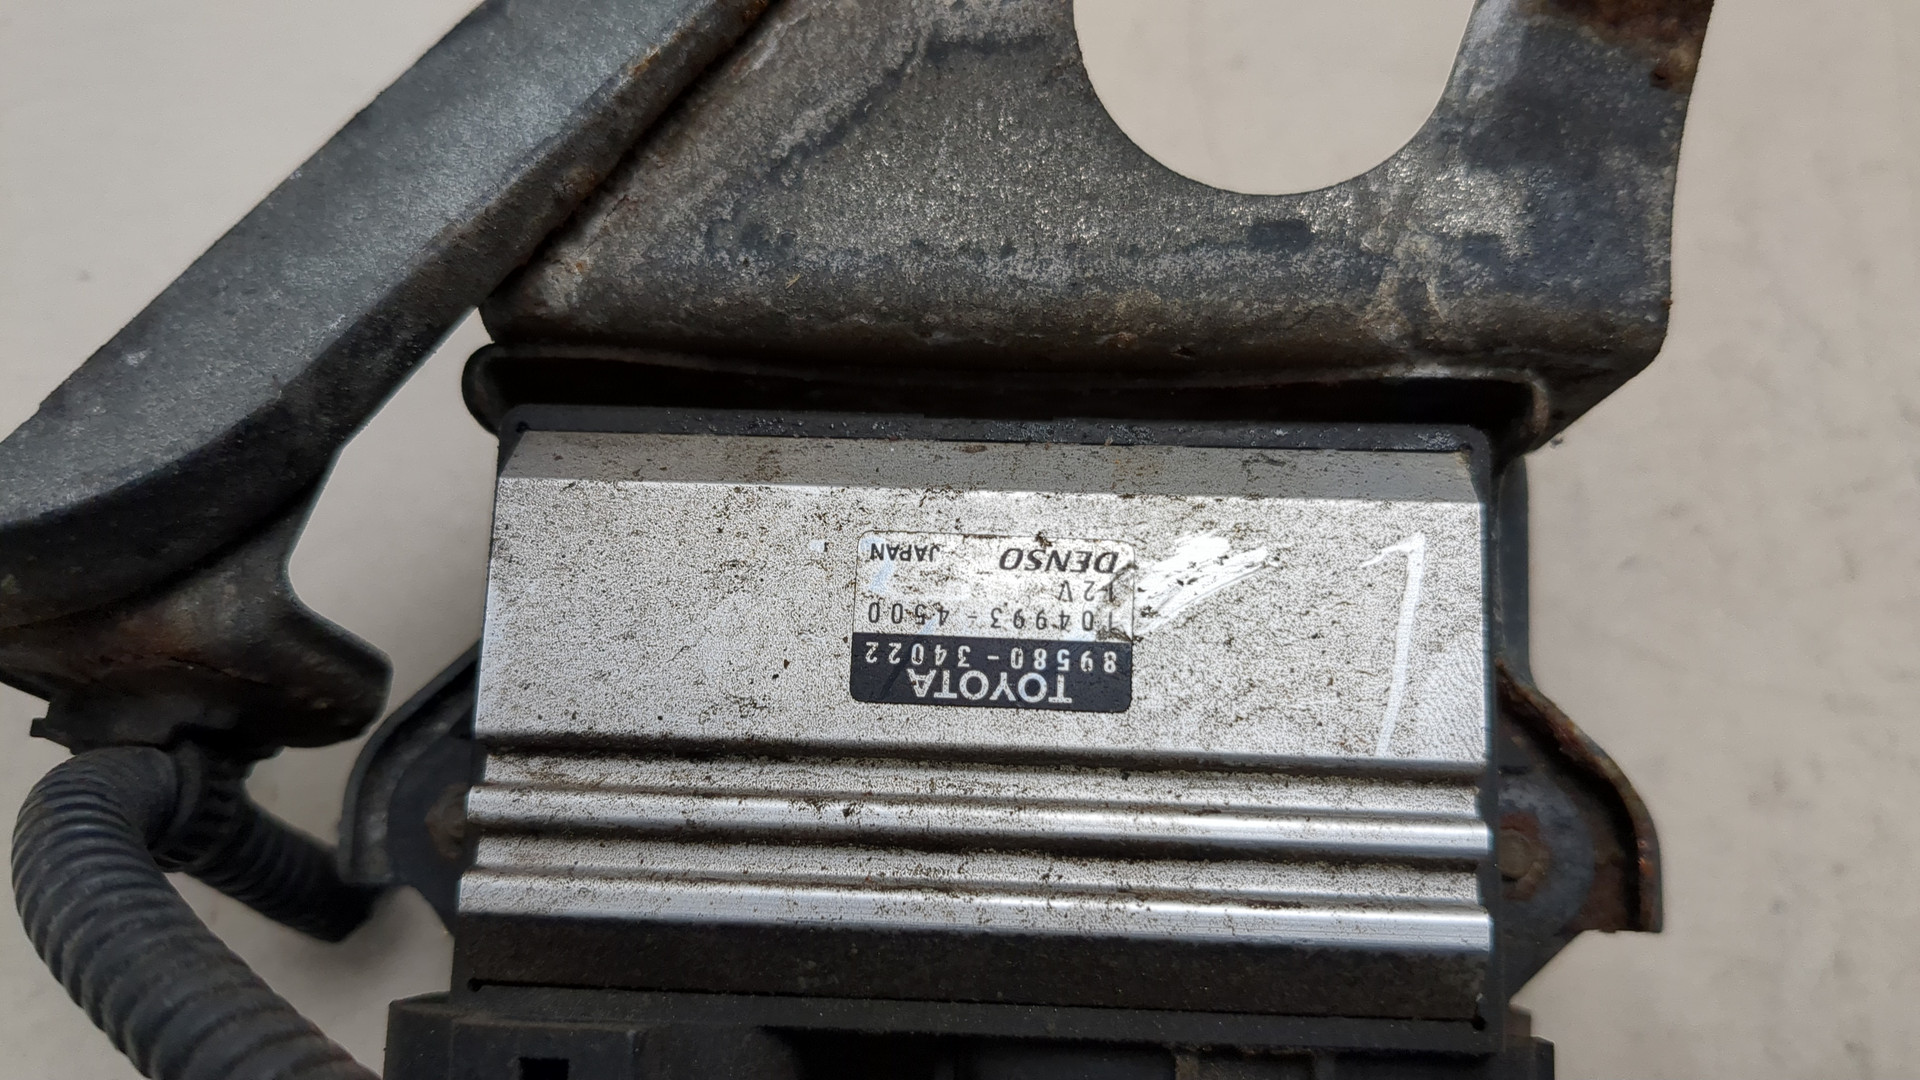 TOYOTA
89580-34022
104993-4500
12V
DENSO JAPAN